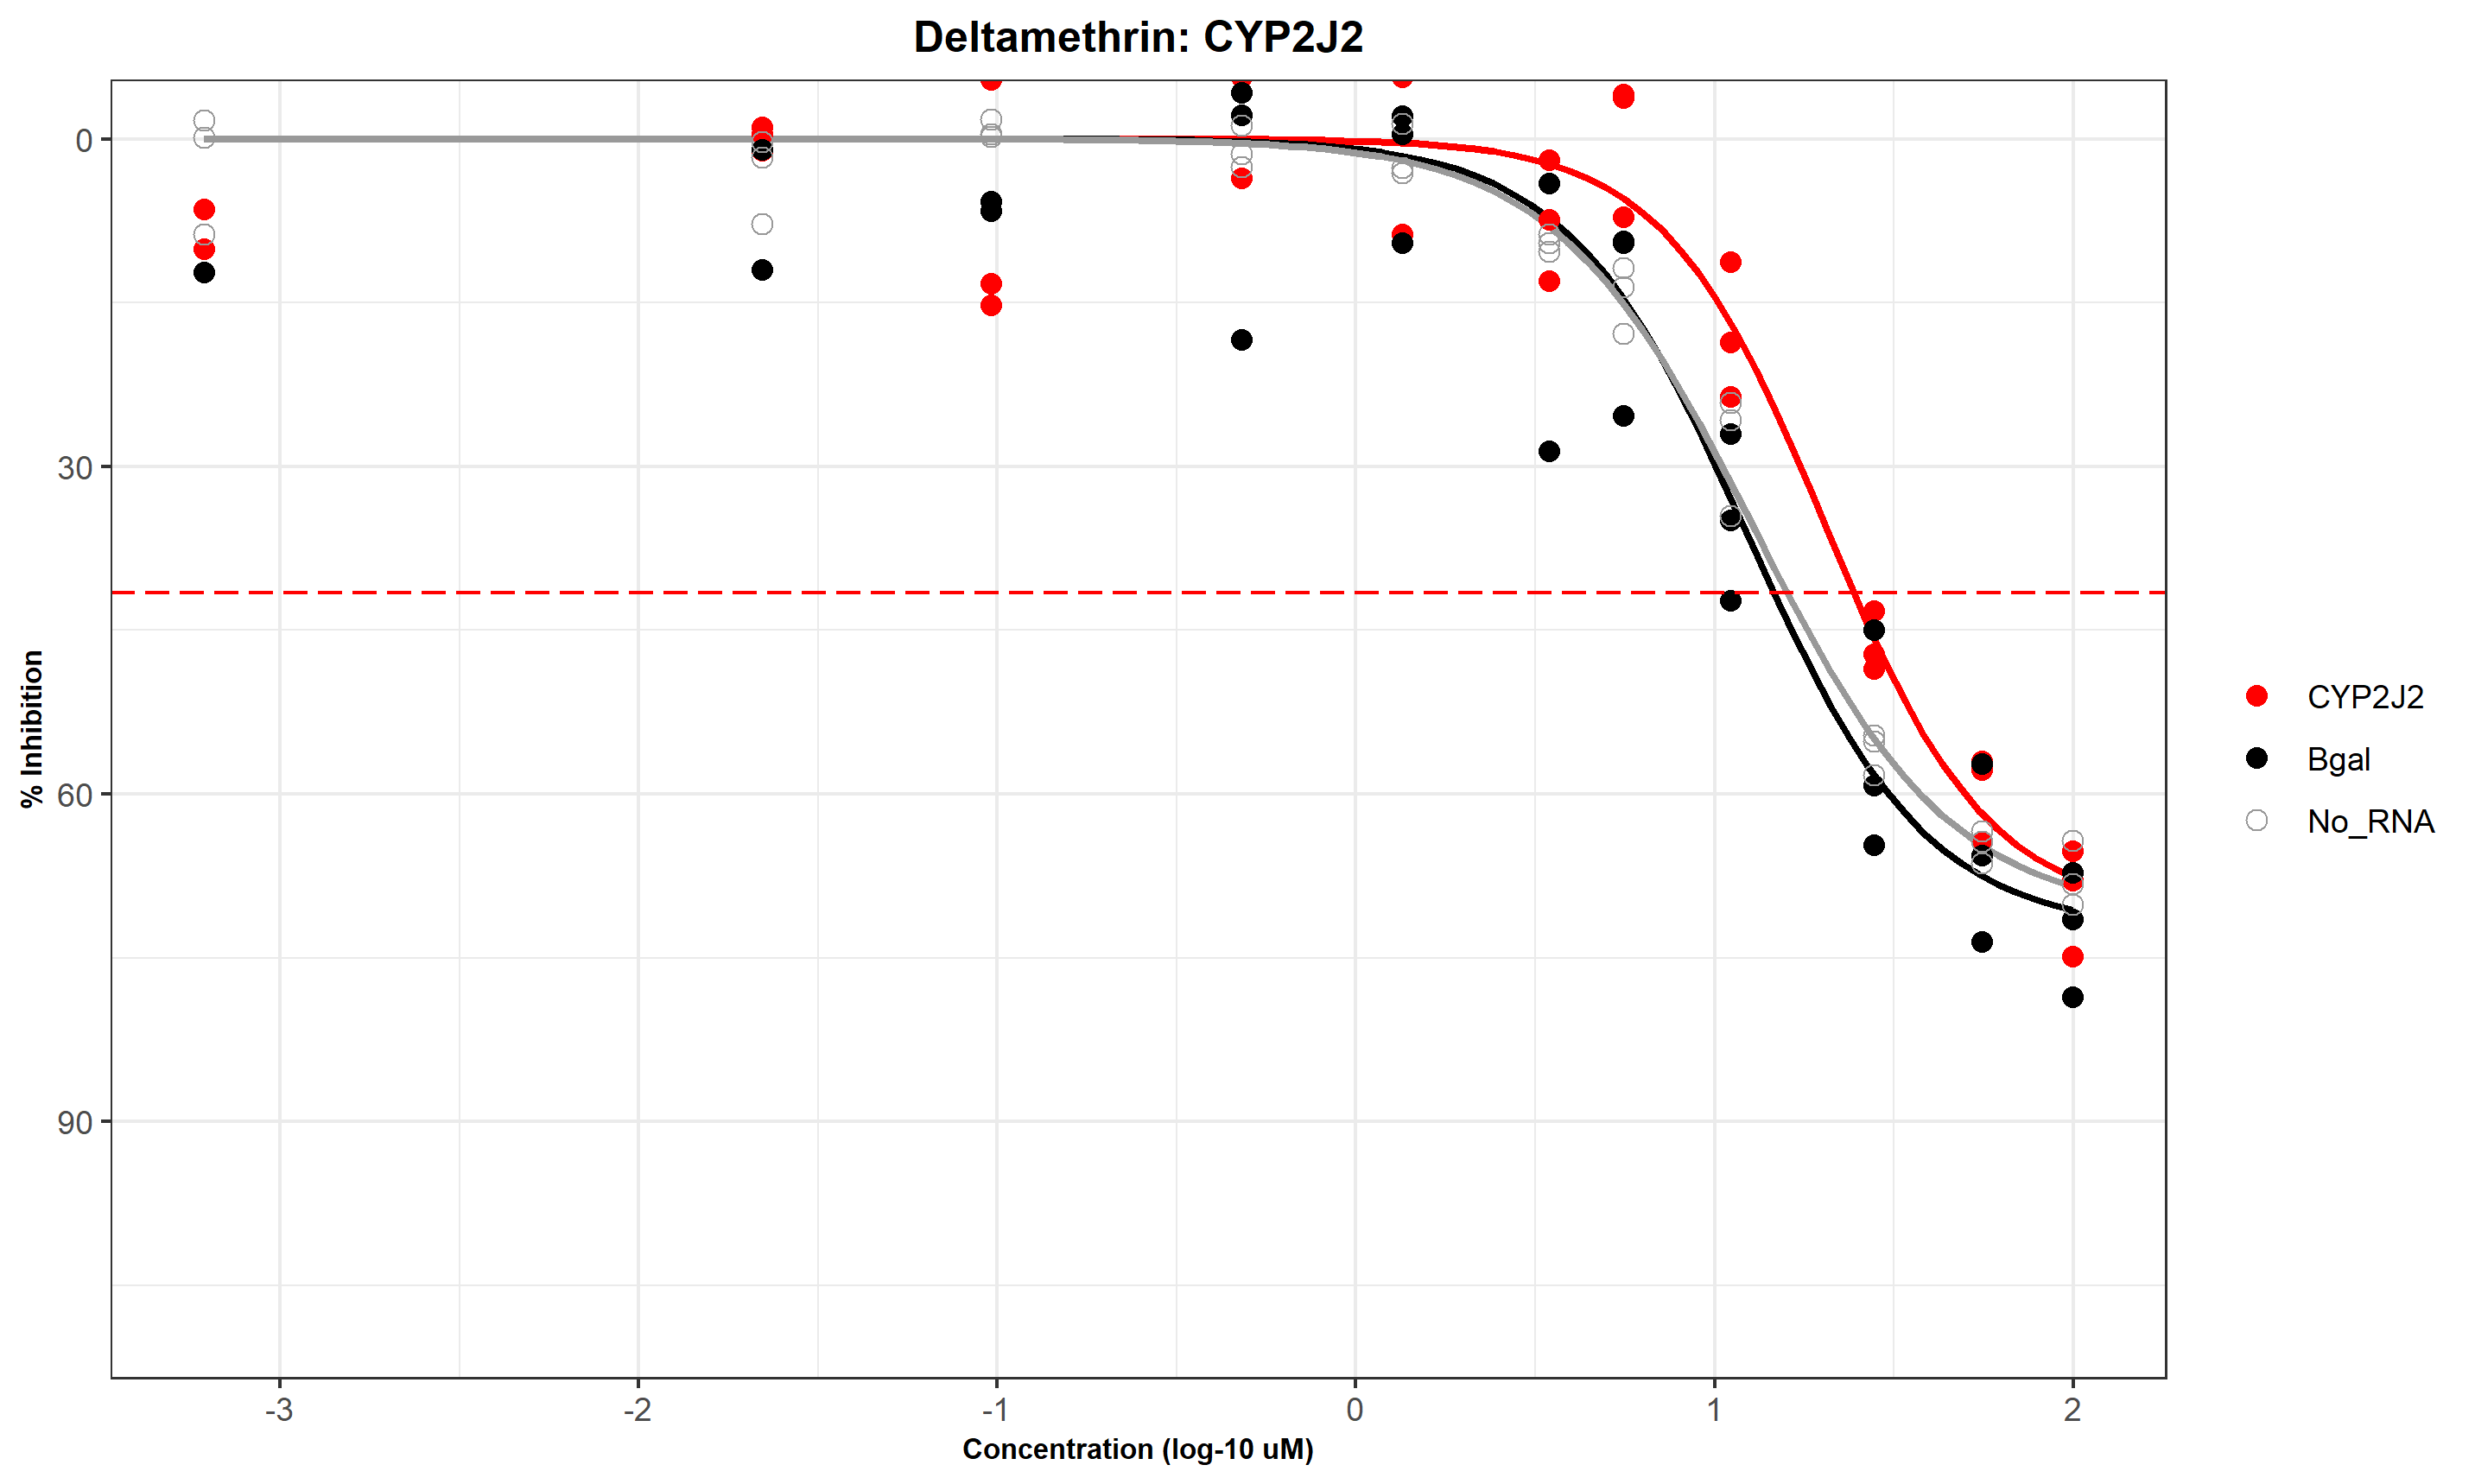 Deltamethrin: CYP2J2
% Inhibition
0
30
60
90
-3
-2
-1
0
1
2
Concentration (log-10 uM)
CYP2J2
Bgal
No_RNA